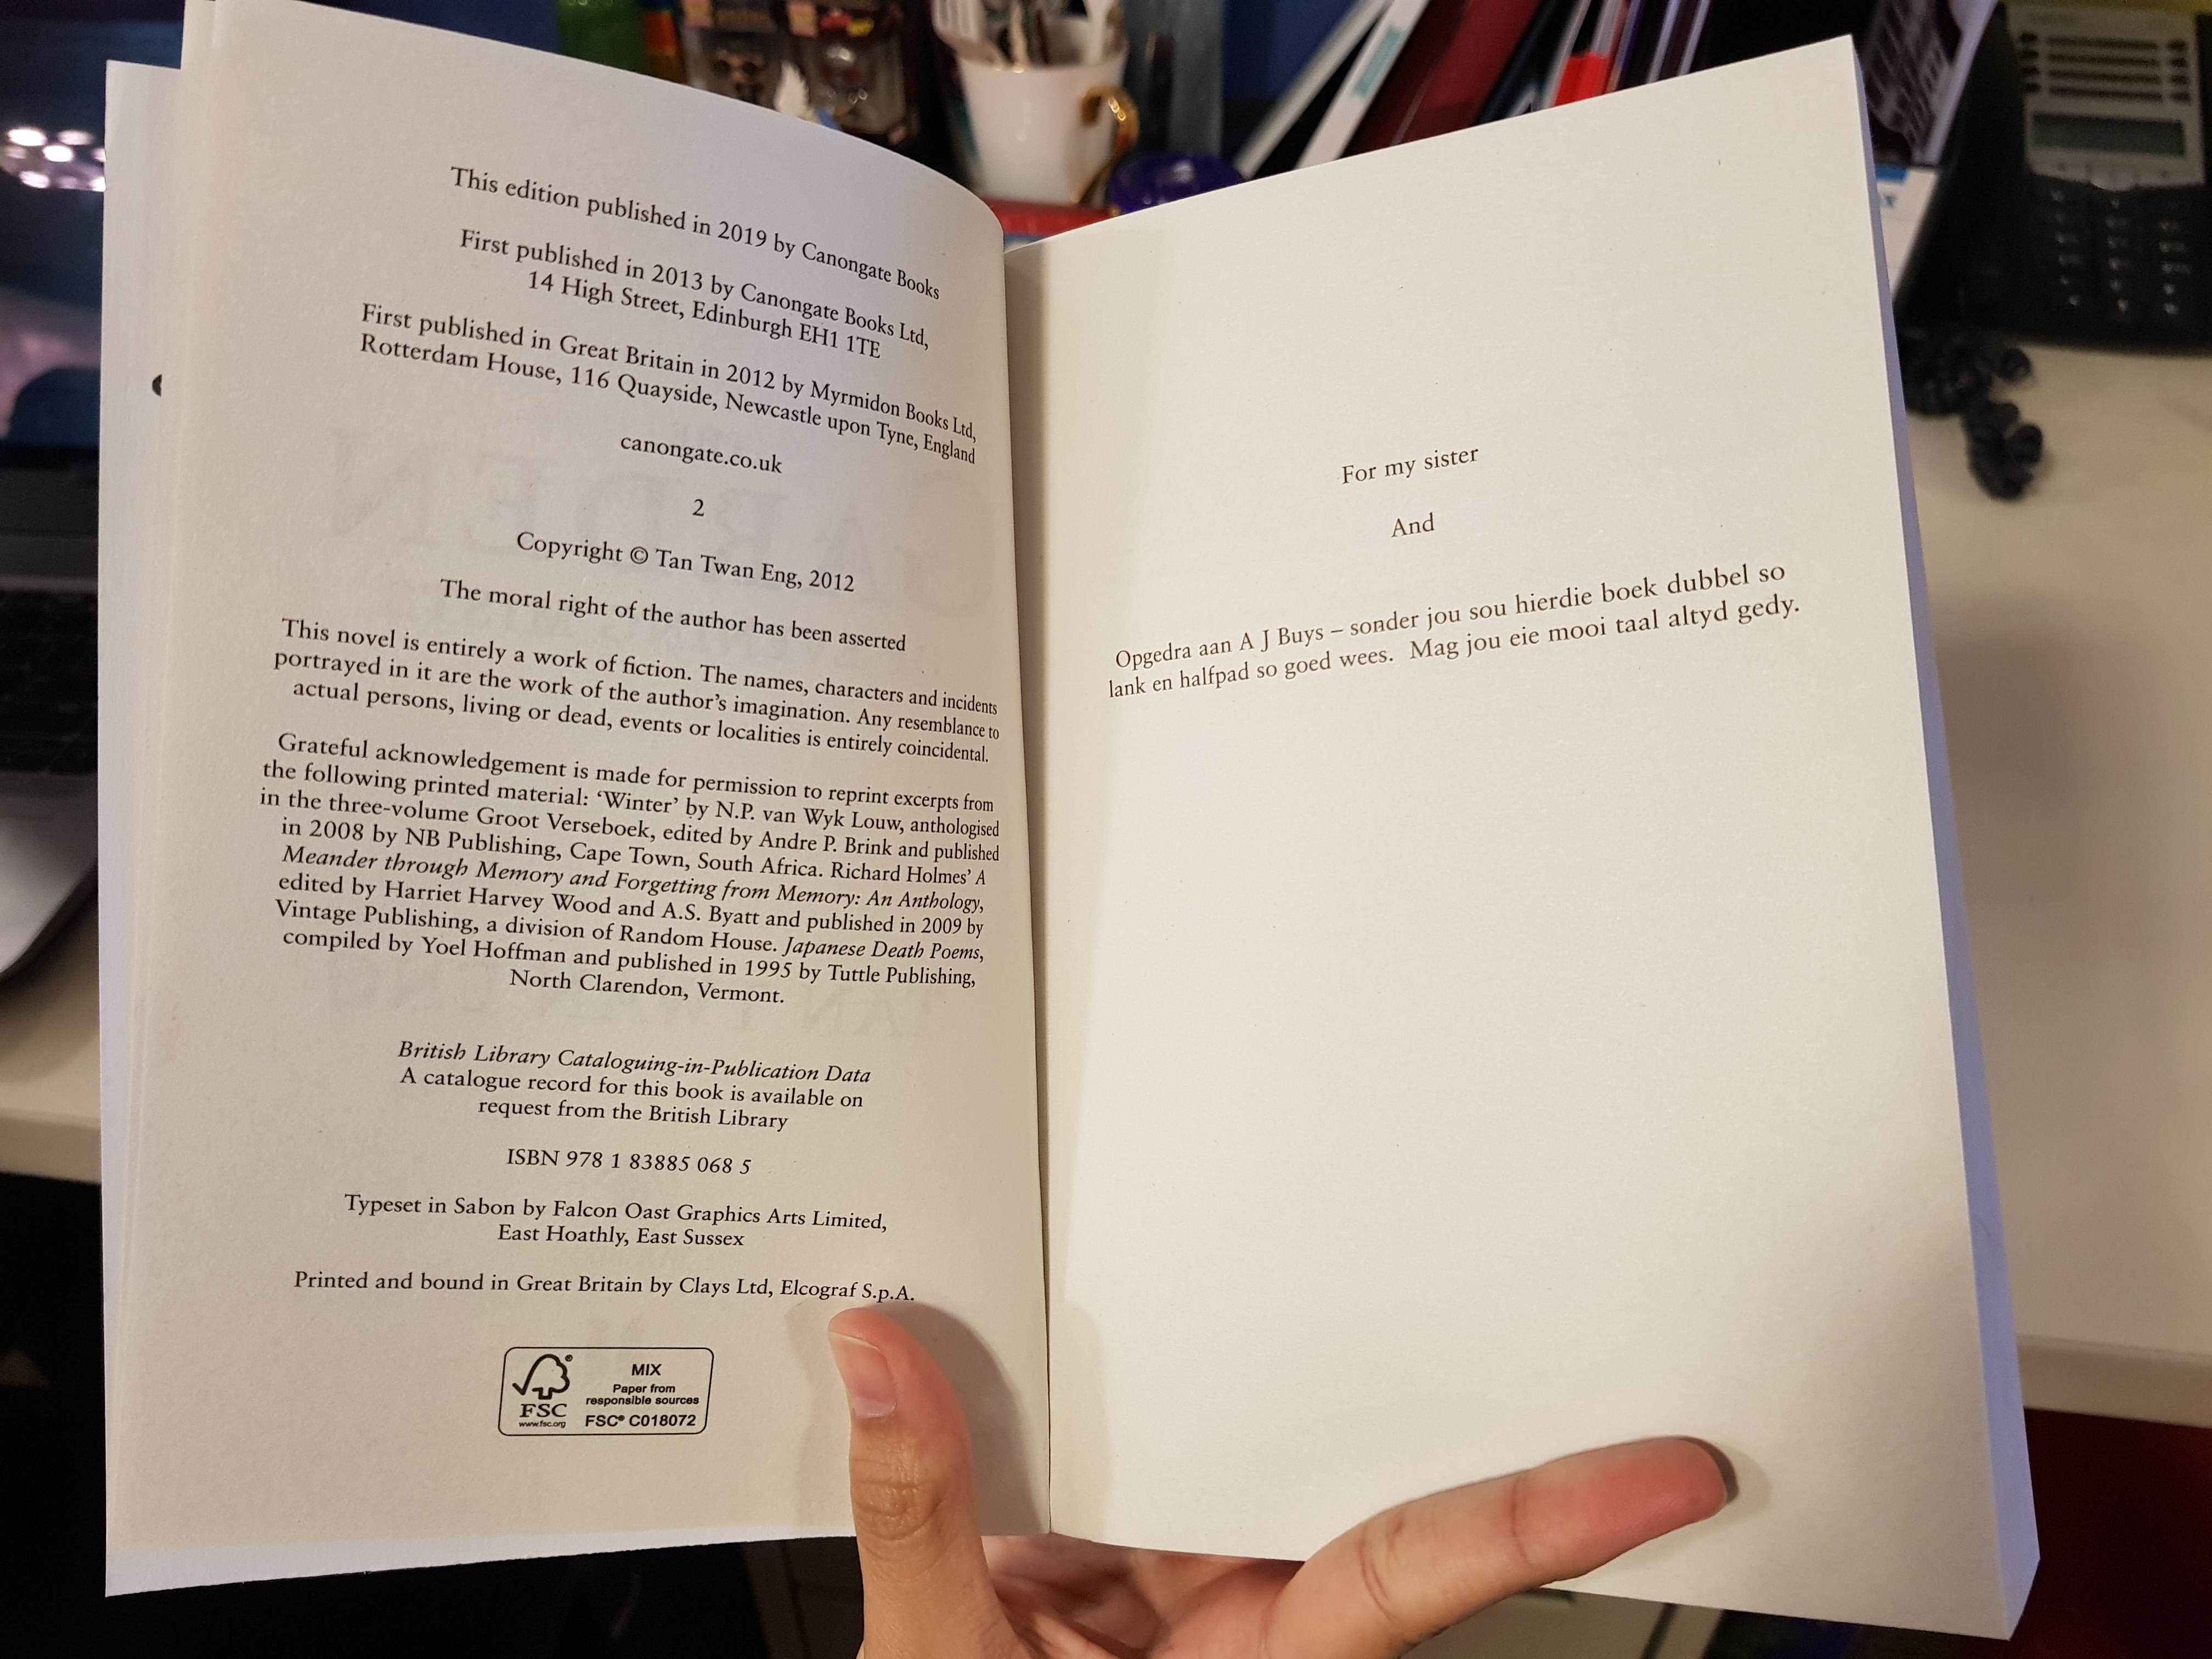 This edition published in 2019 by Canongate Books
First published in 2013 by Canongate Books Ltd,
14 High Street, Edinburgh EH1 1TE
First published in Great Britain in 2012 by Myrmidon Books Ltd,
Rotterdam House, 116 Quayside, Newcastle upon Tyne, England
canongate.co.uk
2
Copyright © Tan Twan Eng, 2012
The moral right of the author has been asserted
This novel is entirely a work of fiction. The names, characters and incidents
portrayed in it are the work of the author's imagination. Any resemblance to
actual persons, living or dead, events or localities is entirely coincidental.
Grateful acknowledgement is made for permission to reprint excerpts from
the following printed material: 'Winter' by N.P. van Wyk Louw, anthologised
in the three-volume Groot Verseboek, edited by Andre P. Brink and published
in 2008 by NB Publishing, Cape Town, South Africa. Richard Holmes' A
Meander through Memory and Forgetting from Memory: An Anthology,
edited by Harriet Harvey Wood and A.S. Byatt and published in 2009 by
Vintage Publishing, a division of Random House. Japanese Death Poems,
compiled by Yoel Hoffman and published in 1995 by Tuttle Publishing,
North Clarendon, Vermont.
British Library Cataloguing-in-Publication Data
A catalogue record for this book is available on
request from the British Library
ISBN 978 1 83885 068 5
Typeset in Sabon by Falcon Oast Graphics Arts Limited,
East Hoathly, East Sussex
Printed and bound in Great Britain by Clays Ltd, Elcograf S.p.A.
FSC
www.fsc.org
MIX
Paper from
responsible sources
FSC® C018072
For my sister
And
Opgedra aan A J Buys – sonder jou sou hierdie boek dubbel so
lank en halfpad so goed wees. Mag jou eie mooi taal altyd gedy.